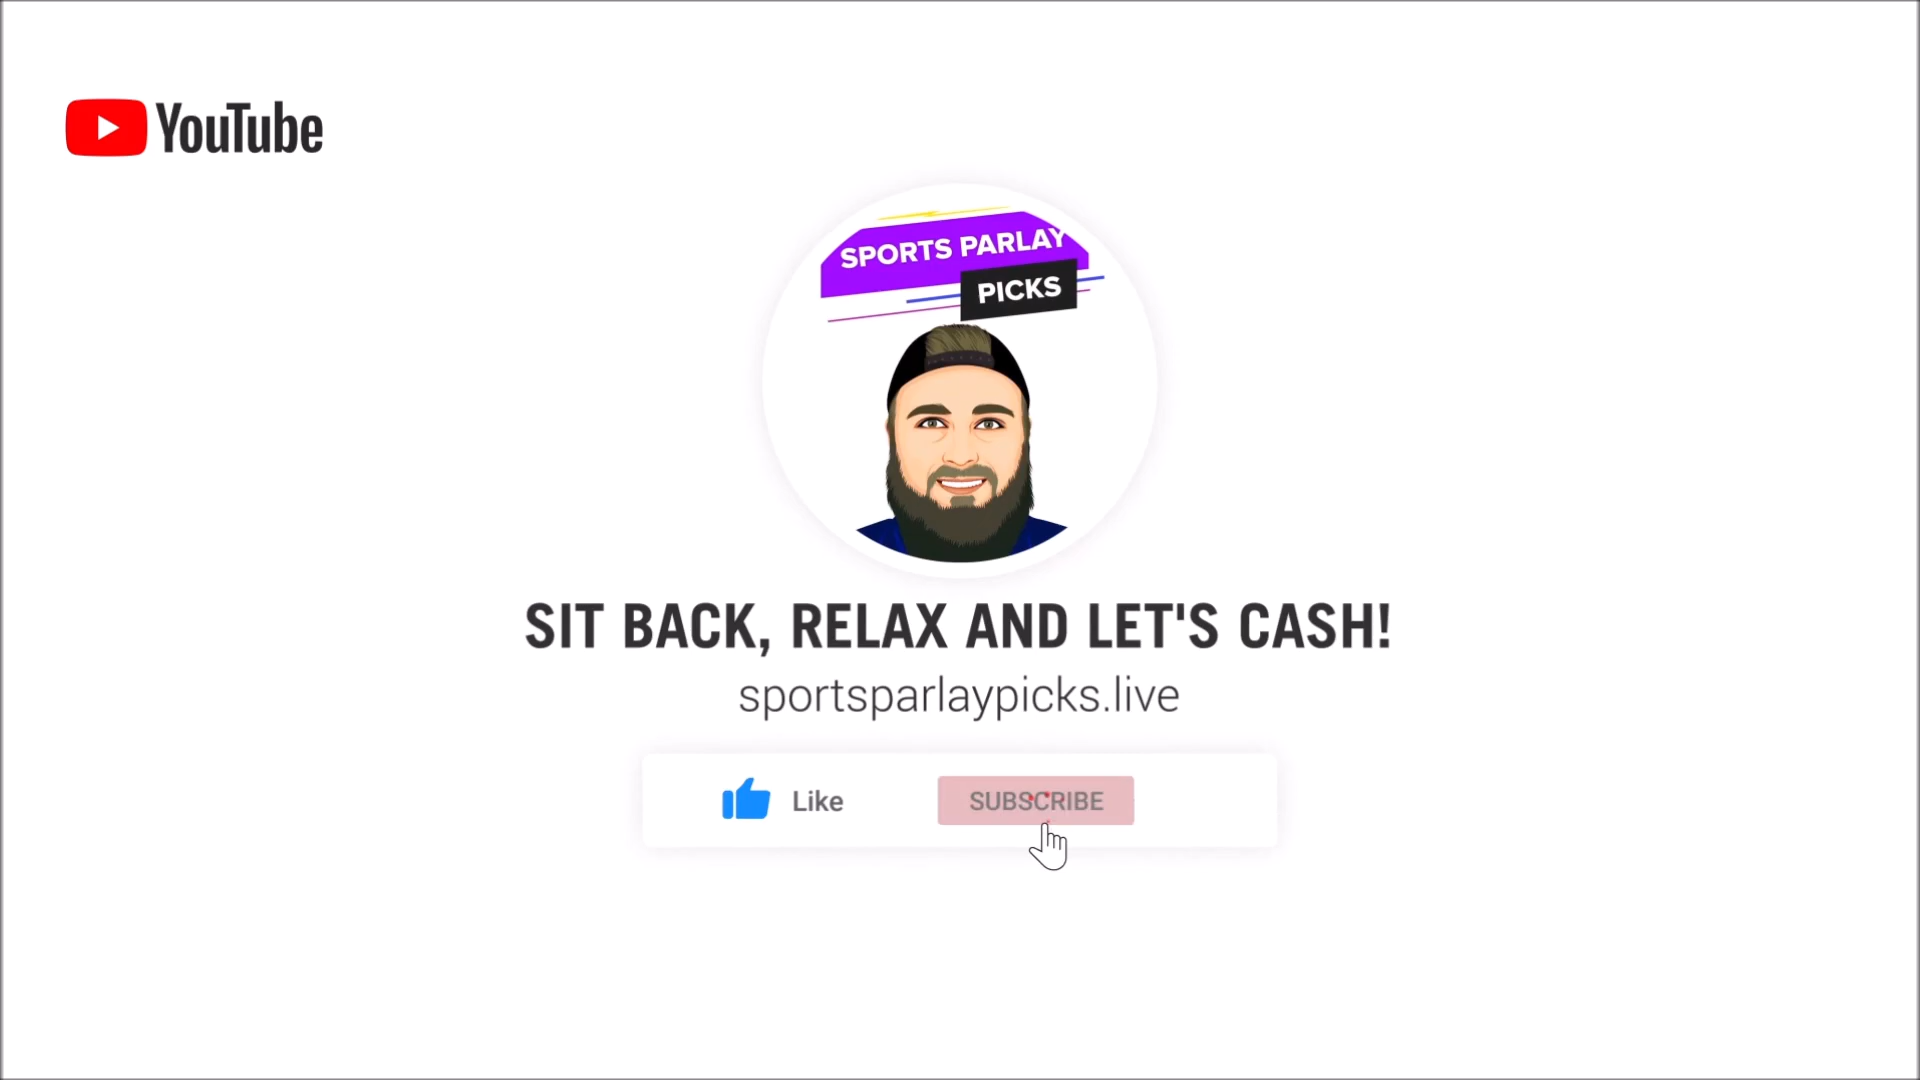 YouTube
SPORTS PARLAY
PICKS
SIT BACK, RELAX AND LET'S CASH!
sportsparlaypicks.live
Like
SUBSCRIBE